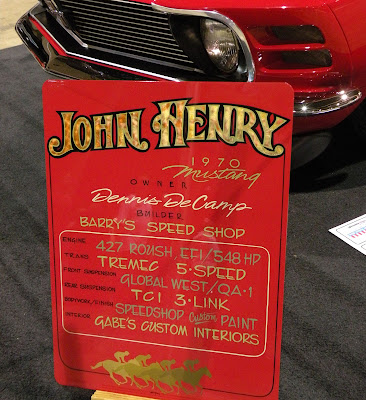 JOHN HENRY
1970
Mustang
OWNER
Dennis DeCamp
BUILDER
BARRY'S SPEED SHOP
ENGINE 427 ROUSH, EFI/548 HP
TRANS TREMEC 5-SPEED
FRONT SUSPENSION GLOBAL WEST/QA-1
REAR SUSPENSION TCI 3-LINK
BODYWORK/FINISH SPEEDSHOP Custom PAINT
INTERIOR GABE'S CUSTOM INTERIORS